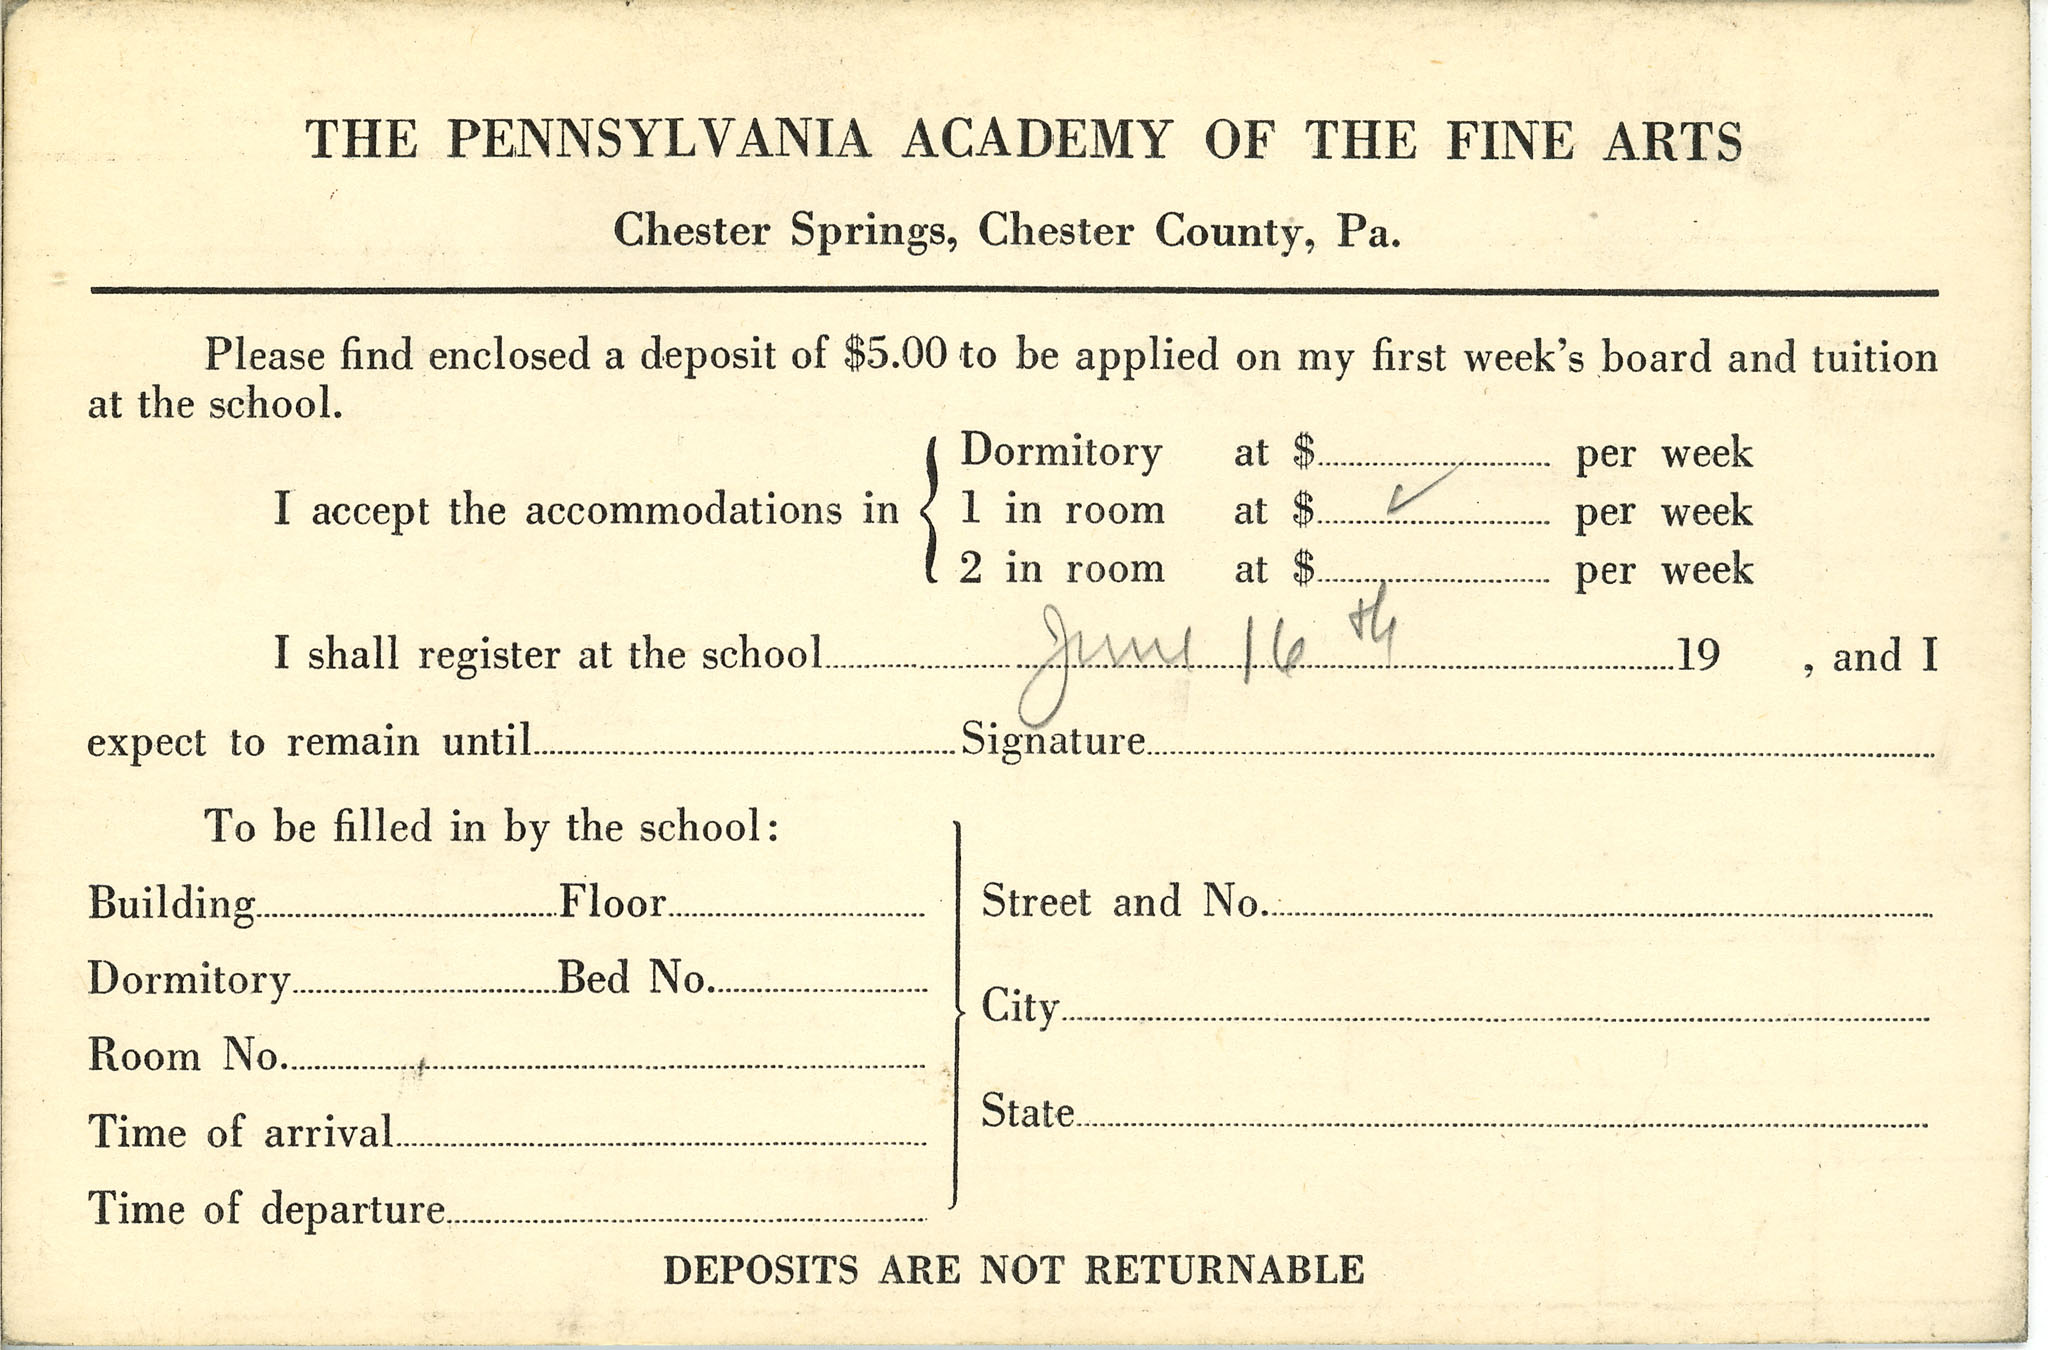 THE PENNSYLVANIA ACADEMY OF THE FINE ARTS
Chester Springs, Chester County, Pa.
Please find enclosed a deposit of $5.00 to be applied on my first week's board and tuition
at the school.
I accept the accommodations in
Dormitory at $ per week
1 in room at $ ✓ per week
2 in room at $ per week
I shall register at the school June 16th 19 , and I
expect to remain until Signature
To be filled in by the school:
Building Floor
Dormitory Bed No.
Room No.
Time of arrival
Time of departure
Street and No.
City
State
DEPOSITS ARE NOT RETURNABLE